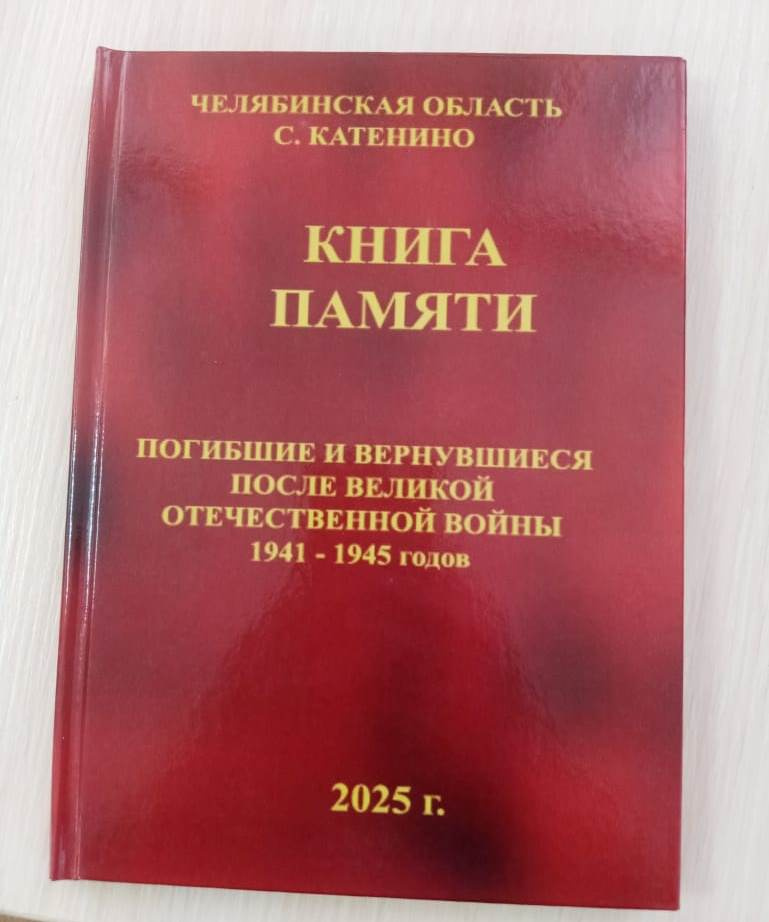 ЧЕЛЯБИНСКАЯ ОБЛАСТЬ
С. КАТЕНИНО
КНИГА
ПАМЯТИ
ПОГИБШИЕ И ВЕРНУВШИЕСЯ
ПОСЛЕ ВЕЛИКОЙ
ОТЕЧЕСТВЕННОЙ ВОЙНЫ
1941 - 1945 годов
2025 г.